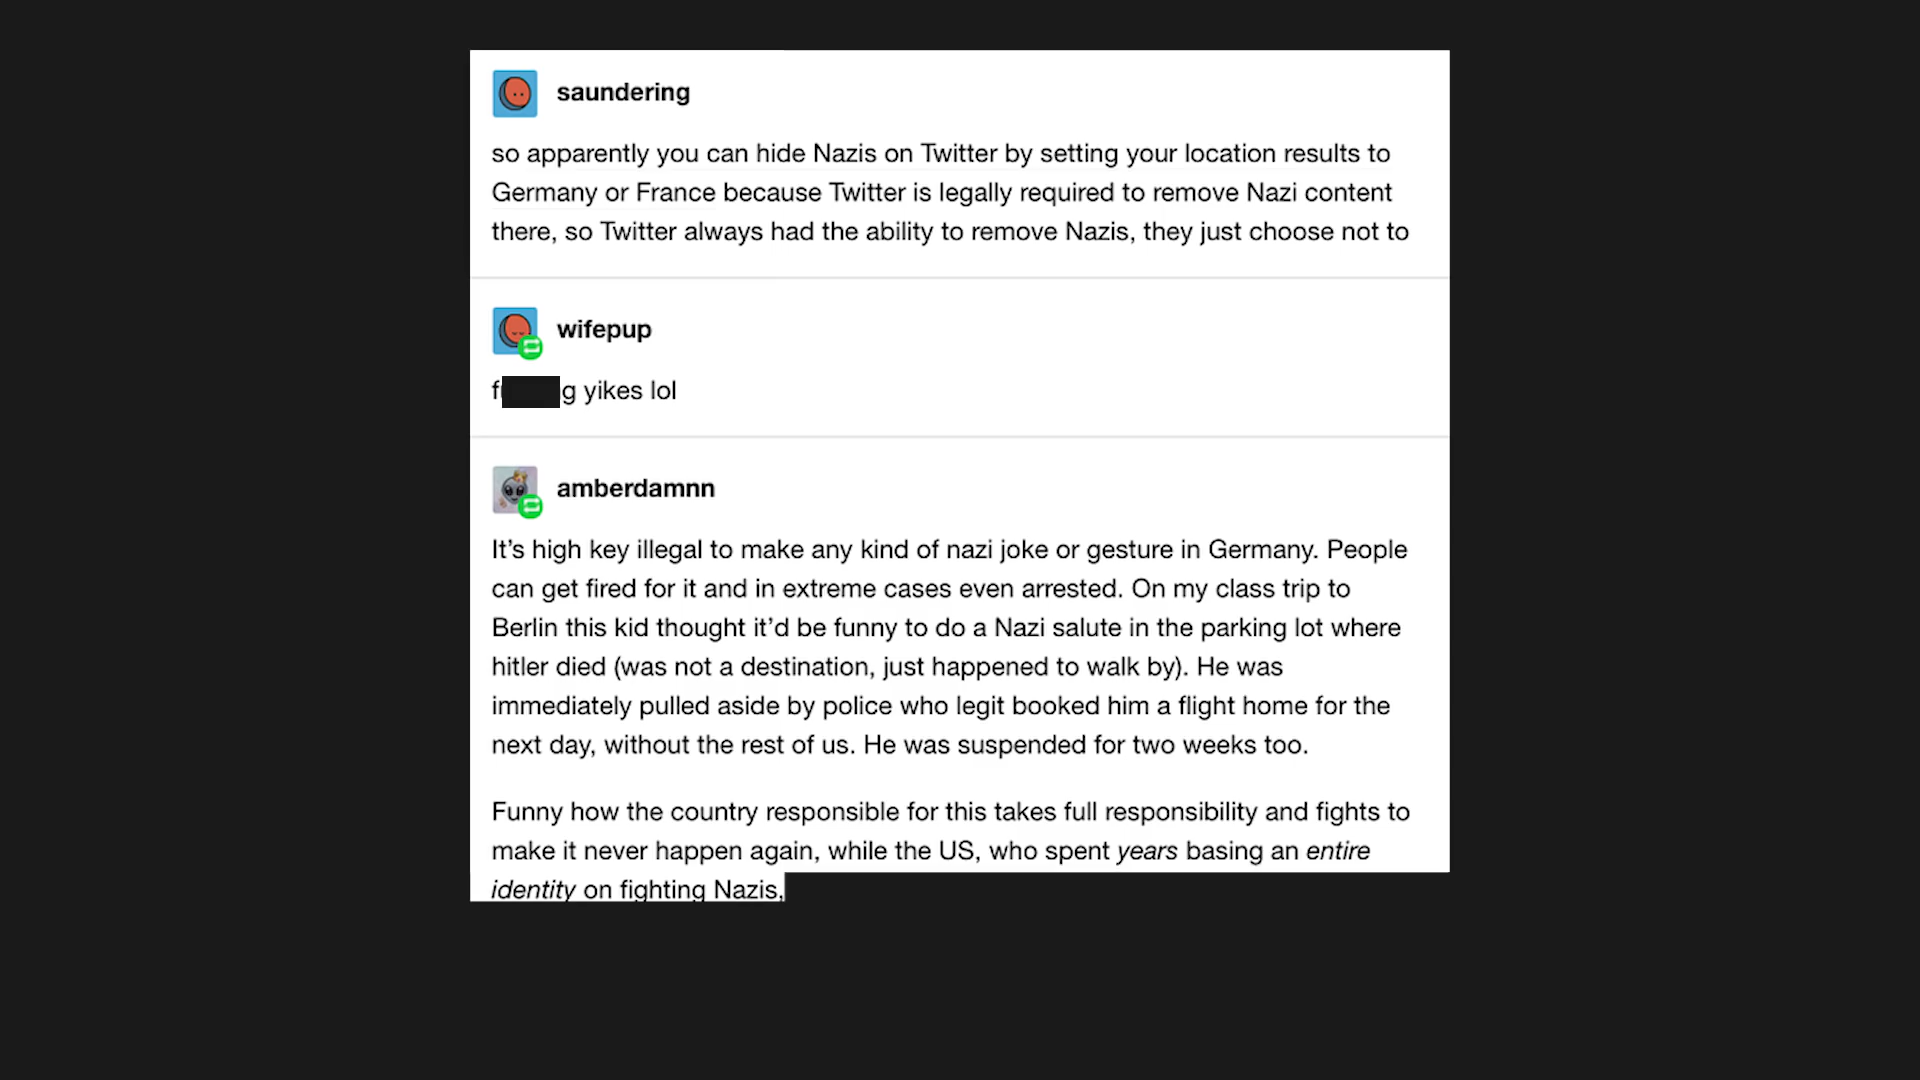 saundering
so apparently you can hide Nazis on Twitter by setting your location results to
Germany or France because Twitter is legally required to remove Nazi content
there, so Twitter always had the ability to remove Nazis, they just choose not to
wifepup
f g yikes lol
amberdamnn
It’s high key illegal to make any kind of nazi joke or gesture in Germany. People
can get fired for it and in extreme cases even arrested. On my class trip to
Berlin this kid thought it’d be funny to do a Nazi salute in the parking lot where
hitler died (was not a destination, just happened to walk by). He was
immediately pulled aside by police who legit booked him a flight home for the
next day, without the rest of us. He was suspended for two weeks too.
Funny how the country responsible for this takes full responsibility and fights to
make it never happen again, while the US, who spent years basing an entire
identity on fighting Nazis,